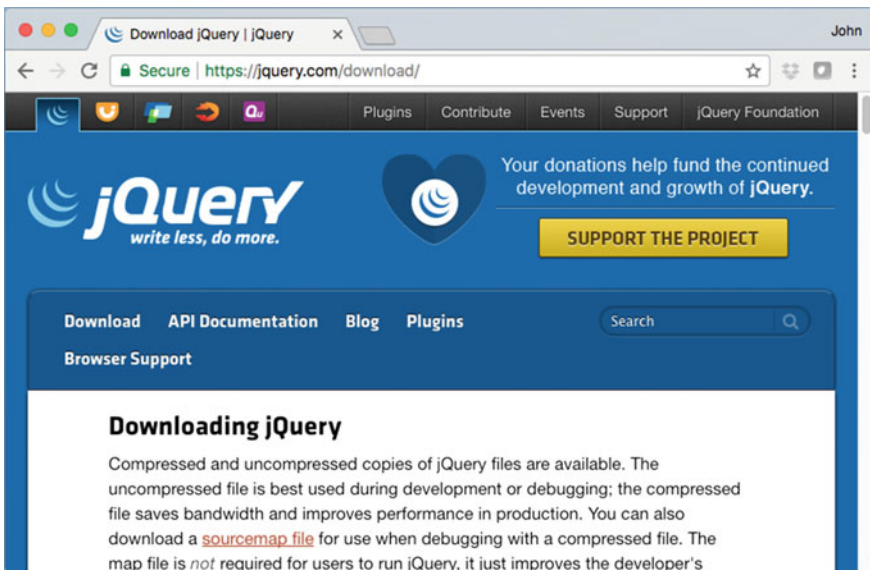 Download jQuery | jQuery
John
Secure | https://jquery.com/download/
Qu
Plugins Contribute Events Support jQuery Foundation
jQuery
write less, do more.
Your donations help fund the continued
development and growth of jQuery.
SUPPORT THE PROJECT
Download API Documentation Blog Plugins
Search
Browser Support
Downloading jQuery
Compressed and uncompressed copies of jQuery files are available. The
uncompressed file is best used during development or debugging; the compressed
file saves bandwidth and improves performance in production. You can also
download a sourcemap file for use when debugging with a compressed file. The
map file is not required for users to run jQuery, it just improves the developer's